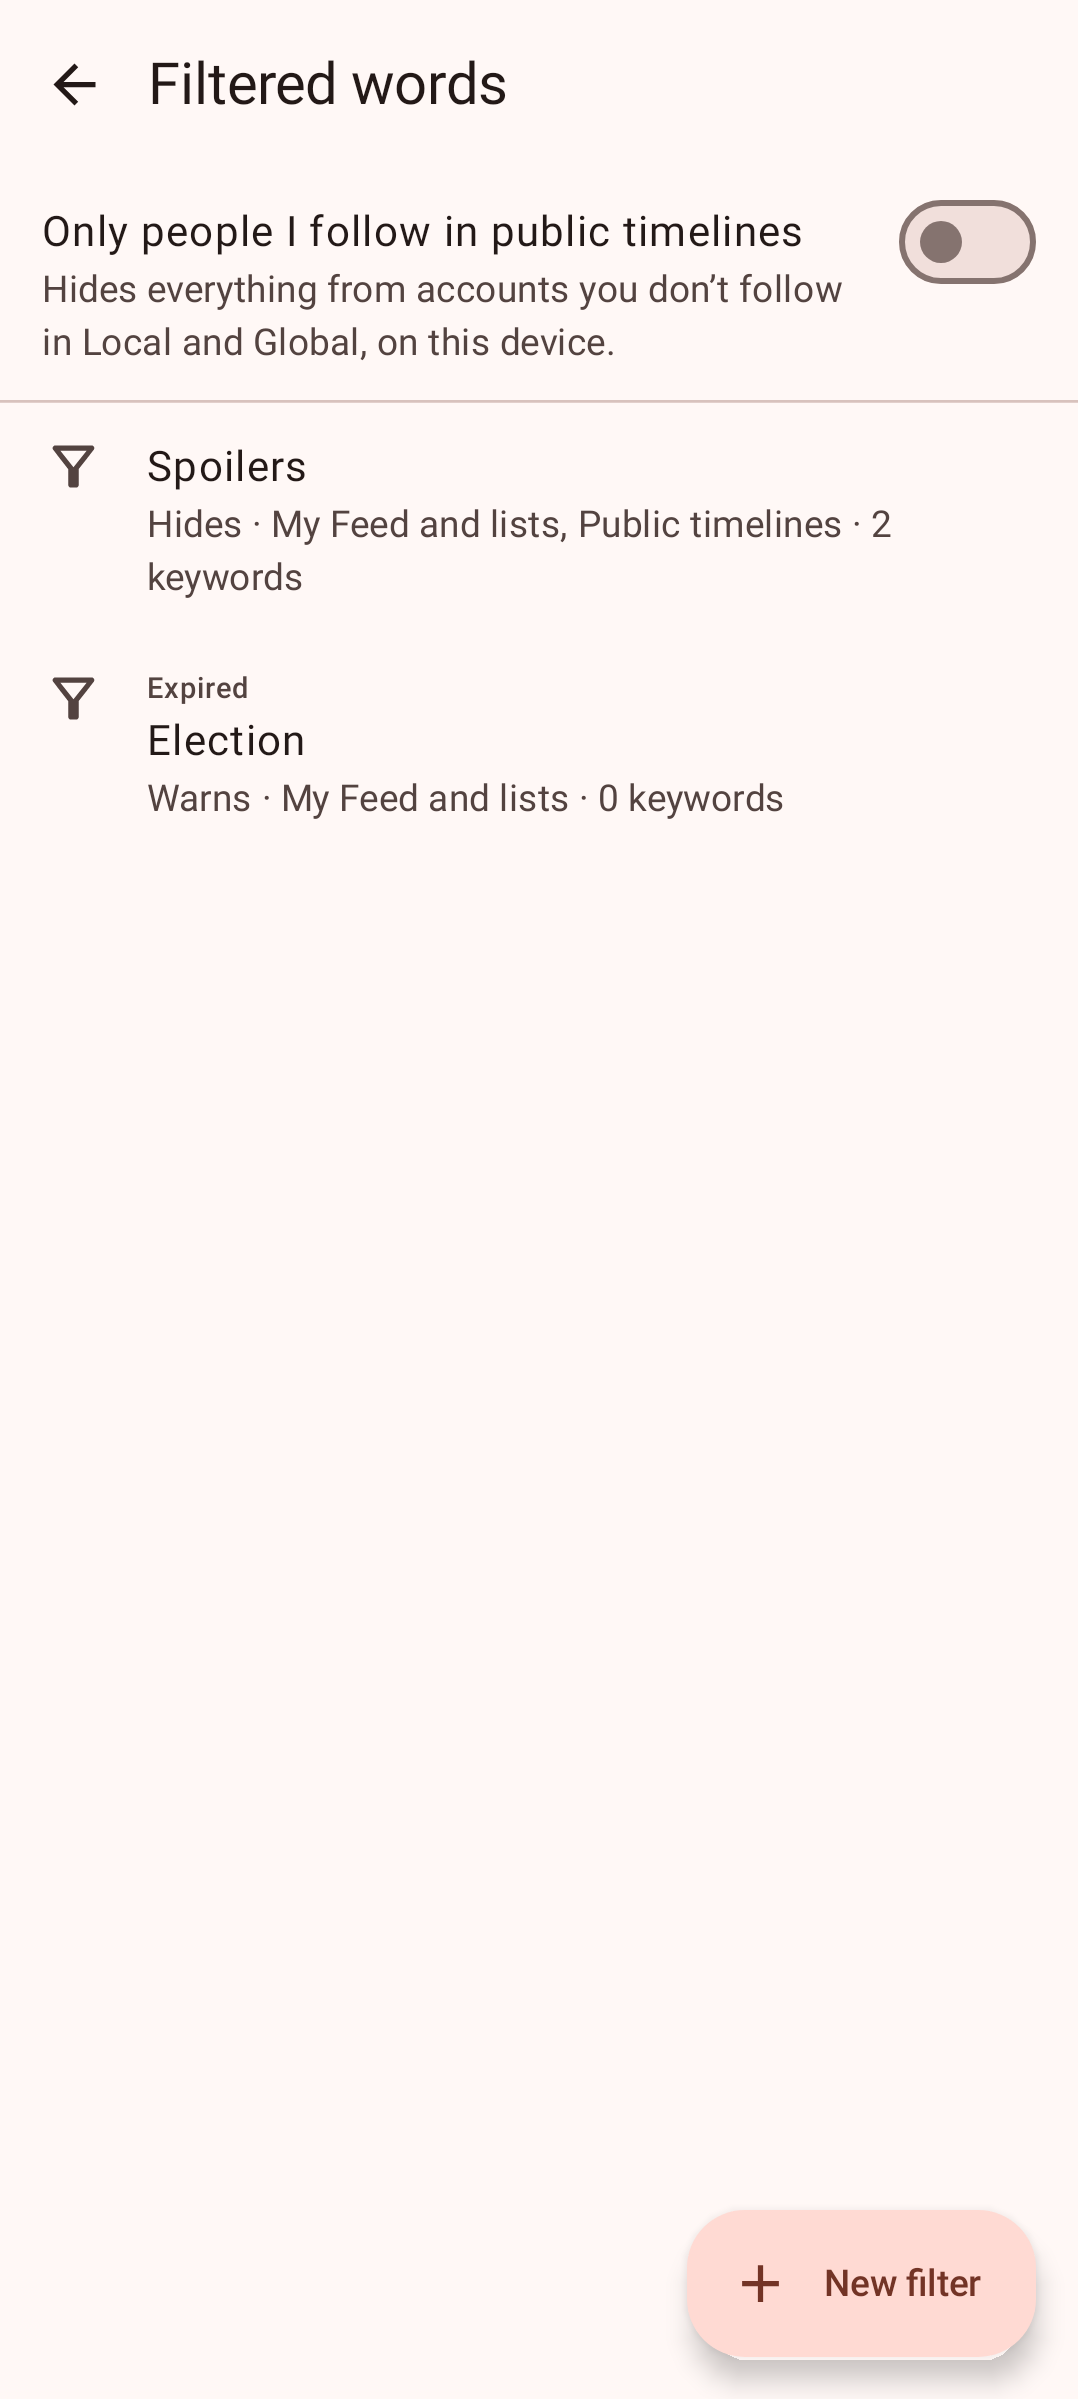 Filtered words
Only people I follow in public timelines
Hides everything from accounts you don’t follow
in Local and Global, on this device.
Spoilers
Hides · My Feed and lists, Public timelines · 2
keywords
Expired
Election
Warns · My Feed and lists · 0 keywords
New filter